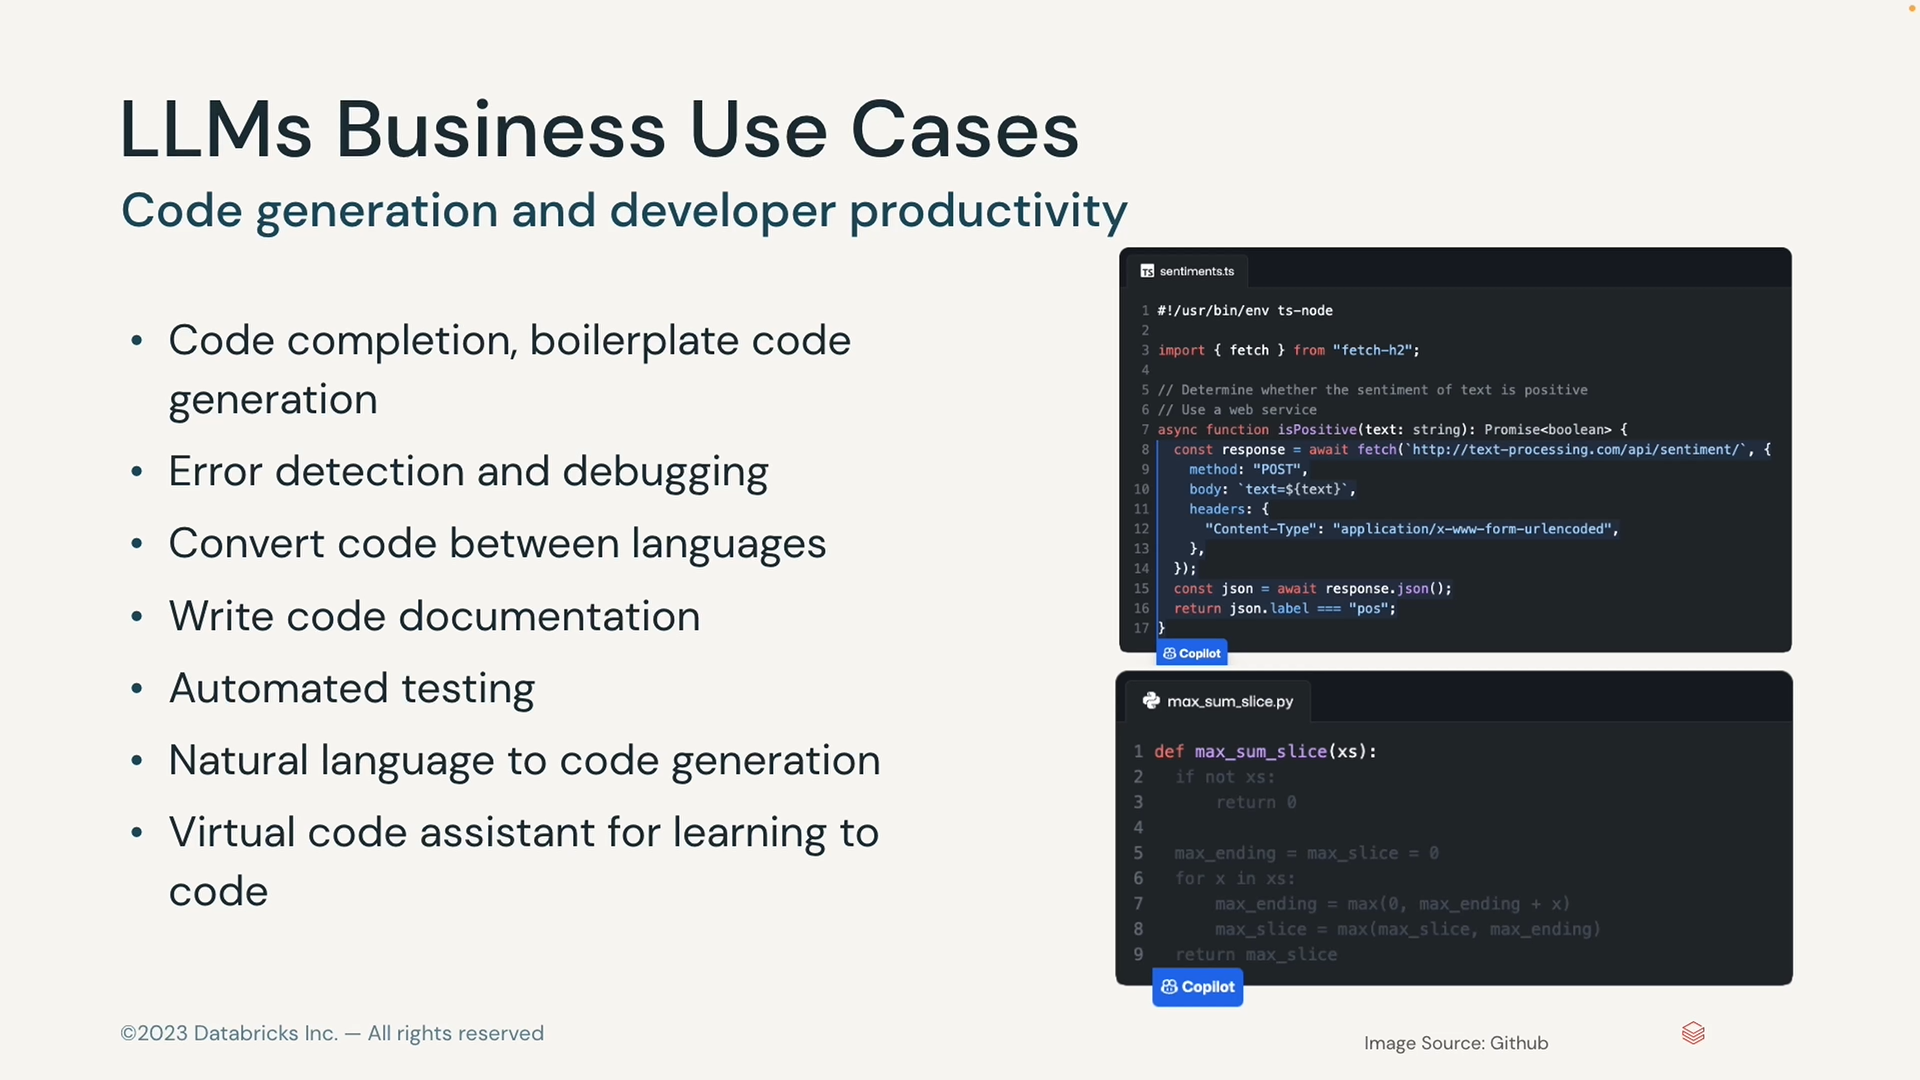 LLMs Business Use Cases
Code generation and developer productivity
• Code completion, boilerplate code
generation
• Error detection and debugging
• Convert code between languages
• Write code documentation
• Automated testing
• Natural language to code generation
• Virtual code assistant for learning to
code
TS sentiments.ts
1 #!/usr/bin/env ts-node
2
3 import { fetch } from "fetch-h2";
4
5 // Determine whether the sentiment of text is positive
6 // Use a web service
7 async function isPositive(text: string): Promise<boolean> {
8 const response = await fetch(`http://text-processing.com/api/sentiment/`, {
9 method: "POST",
10 body: `text=${text}`,
11 headers: {
12 "Content-Type": "application/x-www-form-urlencoded",
13 },
14 });
15 const json = await response.json();
16 return json.label === "pos";
17 }
Copilot
max_sum_slice.py
1 def max_sum_slice(xs):
2 if not xs:
3 return 0
4
5 max_ending = max_slice = 0
6 for x in xs:
7 max_ending = max(0, max_ending + x)
8 max_slice = max(max_slice, max_ending)
9 return max_slice
Copilot
©2023 Databricks Inc. — All rights reserved
Image Source: Github